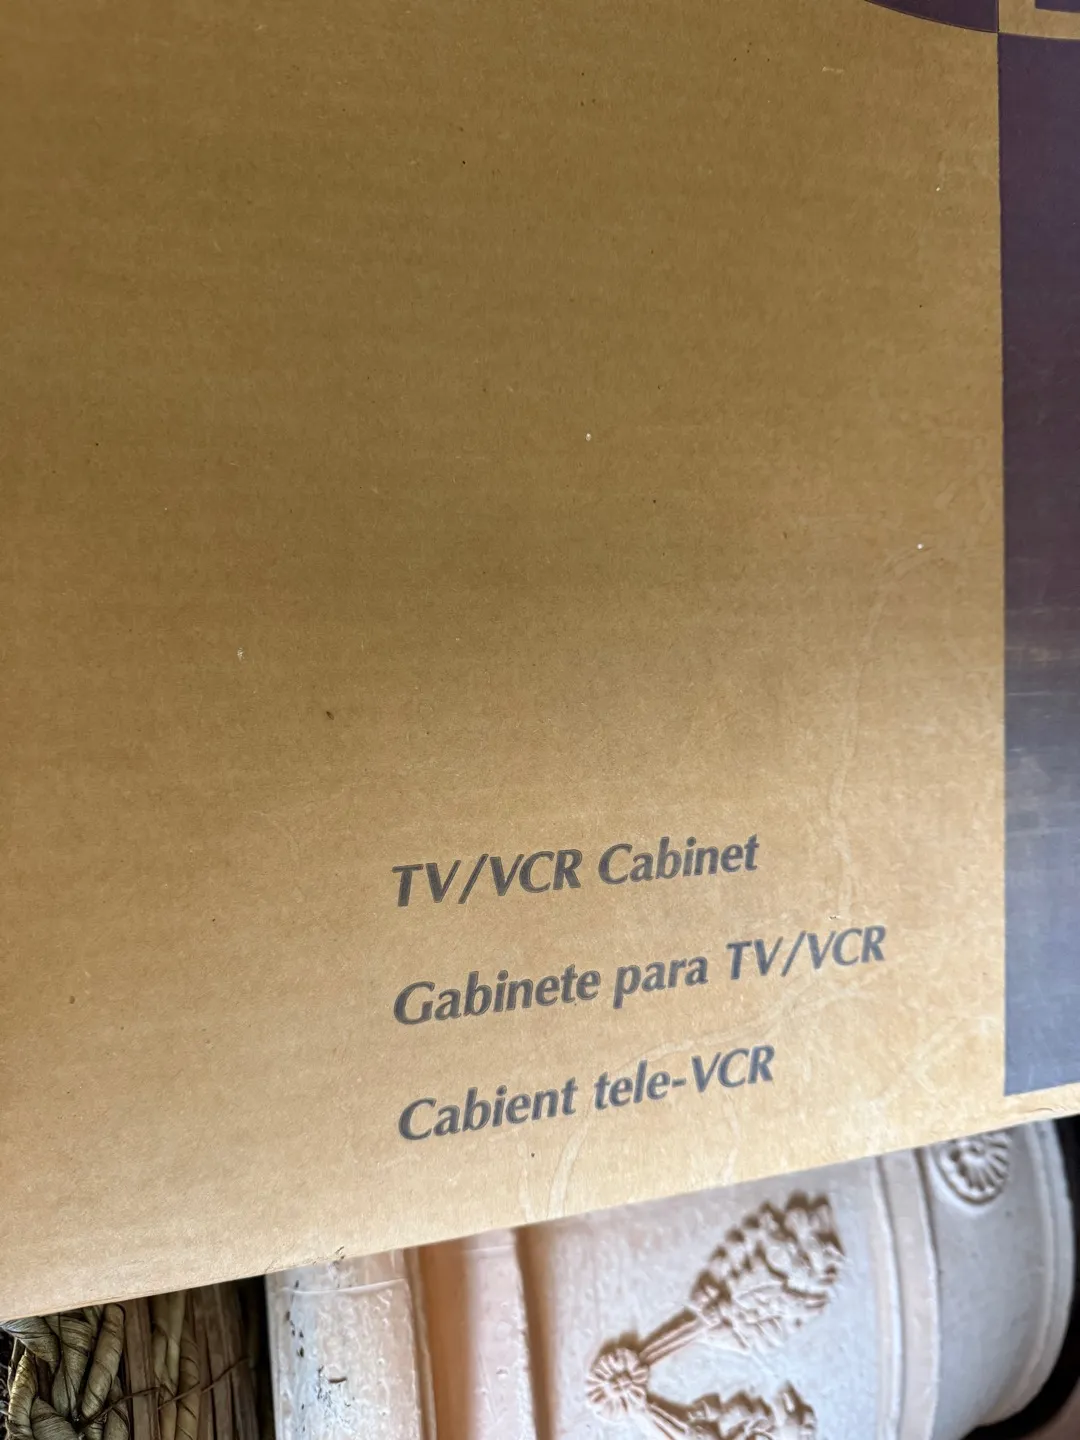 TV/VCR Cabinet
Gabinete para TV/VCR
Cabient tele-VCR